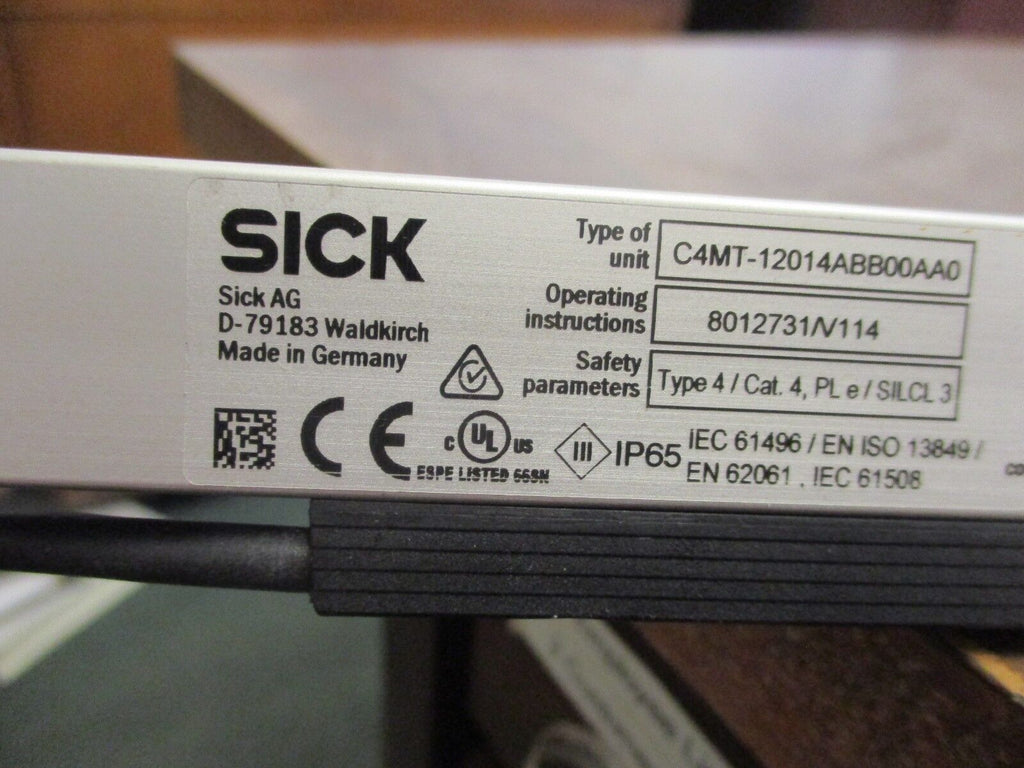 SICK
Sick AG
D-79183 Waldkirch
Made in Germany
Type of unit
C4MT-12014ABB00AA0
Operating instructions
8012731/V114
Safety parameters
Type 4 / Cat. 4, PL e / SILCL 3
CE
C UL US
ESPE LISTED 66SN
III
IP65
IEC 61496 / EN ISO 13849 /
EN 62061 , IEC 61508